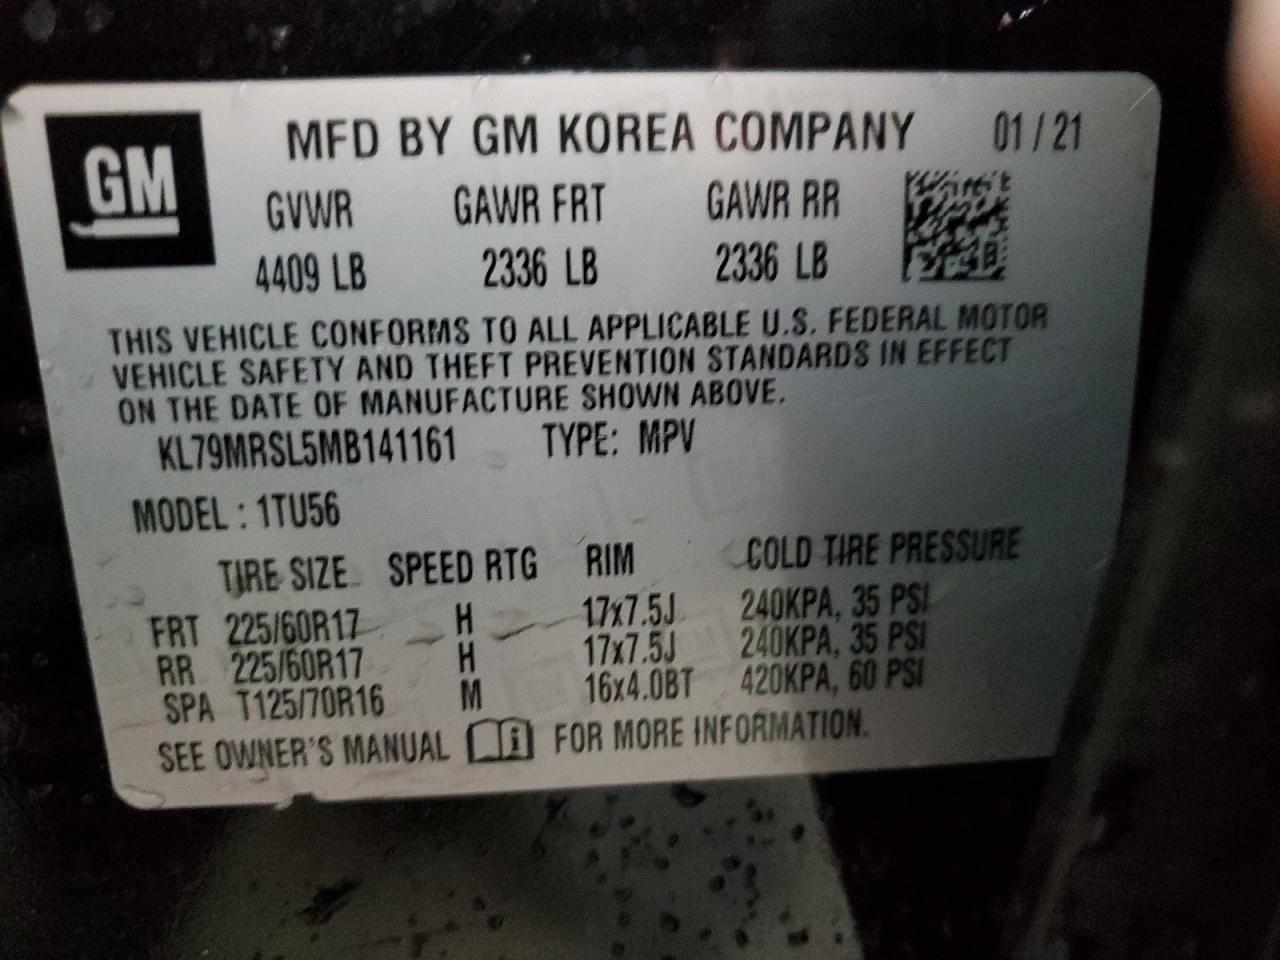 GM
MFD BY GM KOREA COMPANY 01 / 21
GVWR GAWR FRT GAWR RR
4409 LB 2336 LB 2336 LB
THIS VEHICLE CONFORMS TO ALL APPLICABLE U.S. FEDERAL MOTOR
VEHICLE SAFETY AND THEFT PREVENTION STANDARDS IN EFFECT
ON THE DATE OF MANUFACTURE SHOWN ABOVE.
KL79MRSL5MB141161 TYPE: MPV
MODEL : 1TU56
TIRE SIZE SPEED RTG RIM COLD TIRE PRESSURE
FRT 225/60R17 H 17x7.5J 240KPA, 35 PSI
RR 225/60R17 H 17x7.5J 240KPA, 35 PSI
SPA T125/70R16 M 16x4.0BT 420KPA, 60 PSI
SEE OWNER'S MANUAL i FOR MORE INFORMATION.